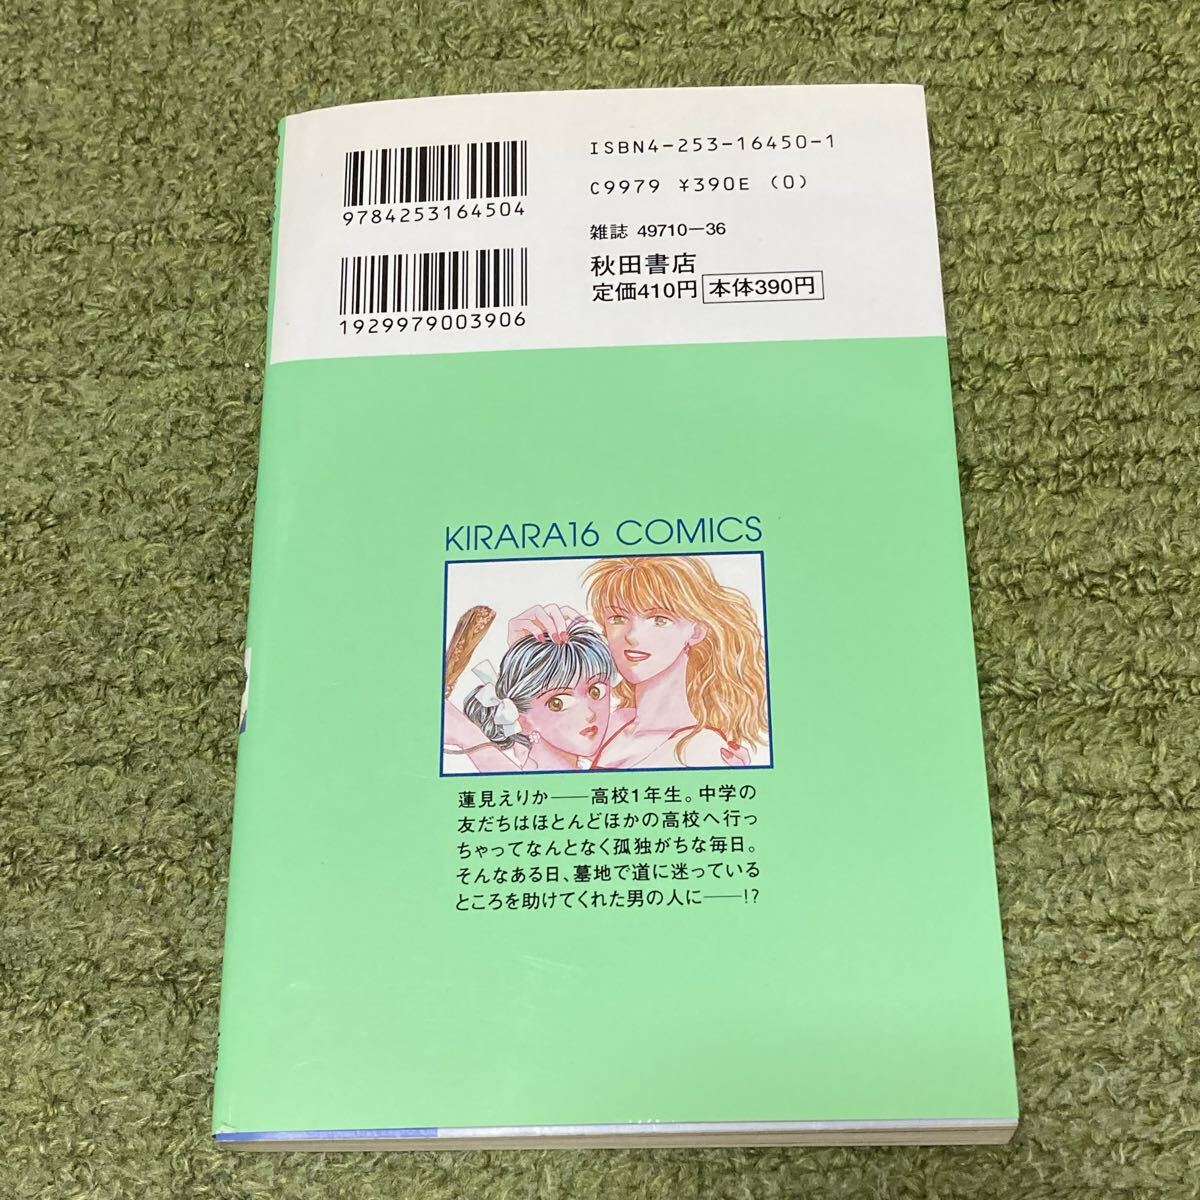 ISBN4-253-16450-1
C9979 ¥390E (0)
9784253164504
雑誌 49710-36
秋田書店
定価410円 本体390円
1929979003906
KIRARA16 COMICS
蓮見えりか──高校1年生。中学の
友だちはほとんどほかの高校へ行っ
ちゃってなんとなく孤独がちな毎日。
そんなある日、墓地で道に迷っている
ところを助けてくれた男の人に──!?